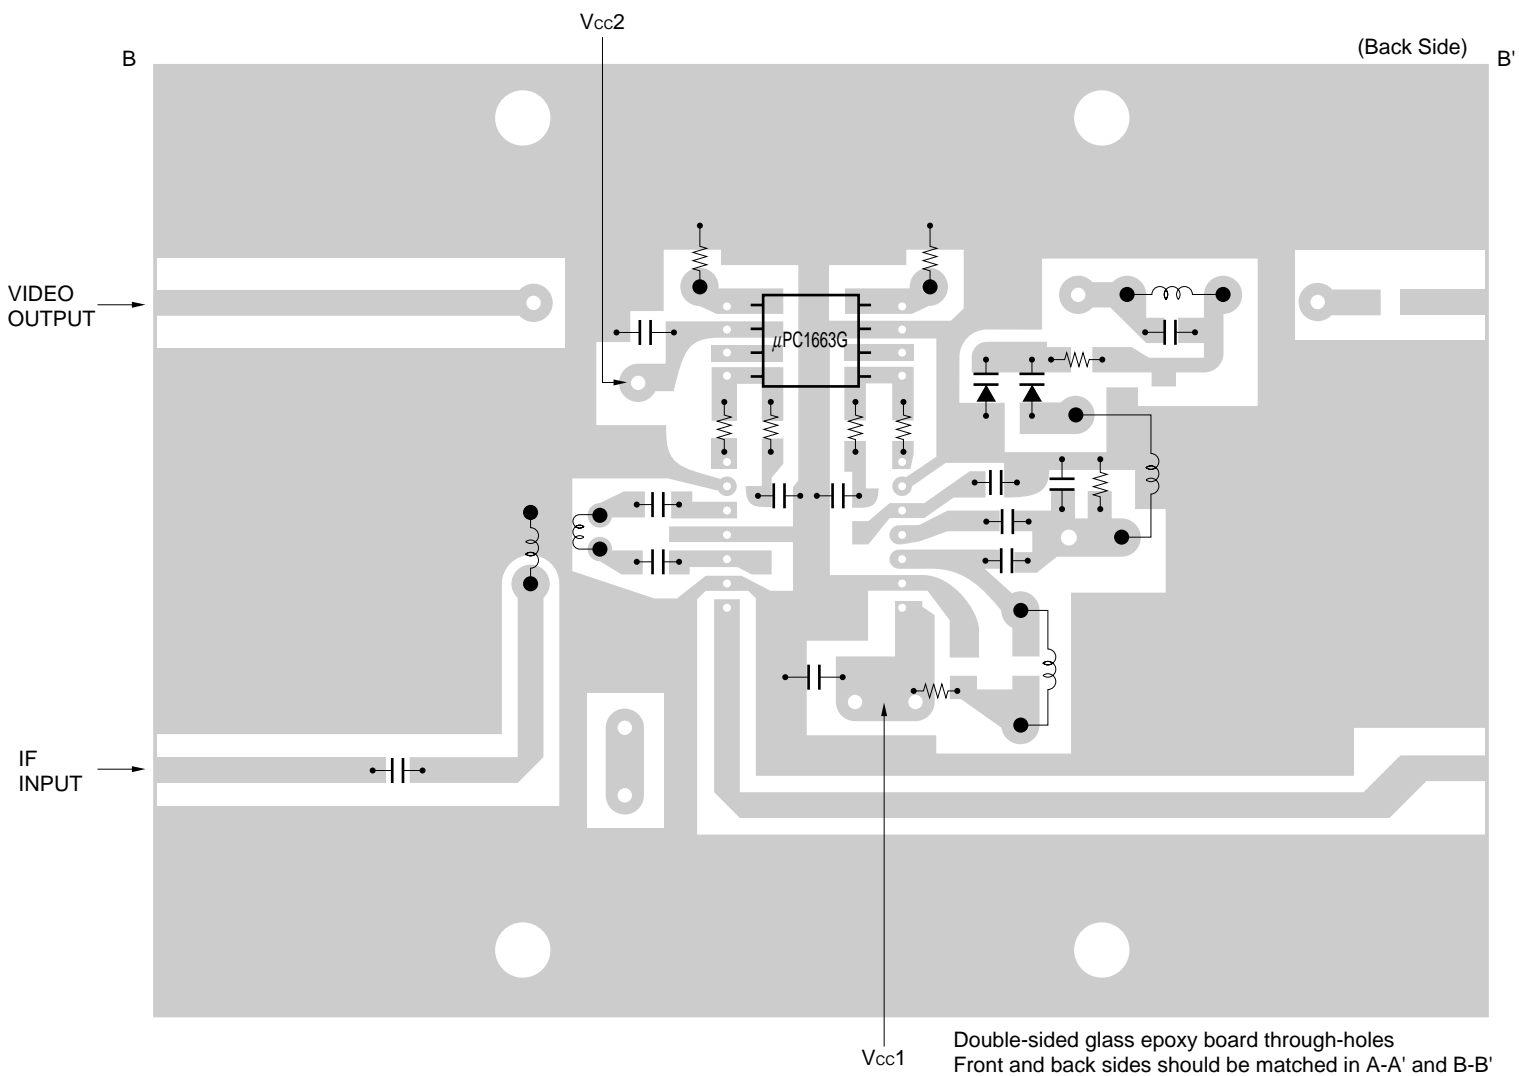 Vcc2
B
(Back Side)
B'
VIDEO
OUTPUT
μPC1663G
IF
INPUT
Vcc1
Double-sided glass epoxy board through-holes
Front and back sides should be matched in A-A' and B-B'